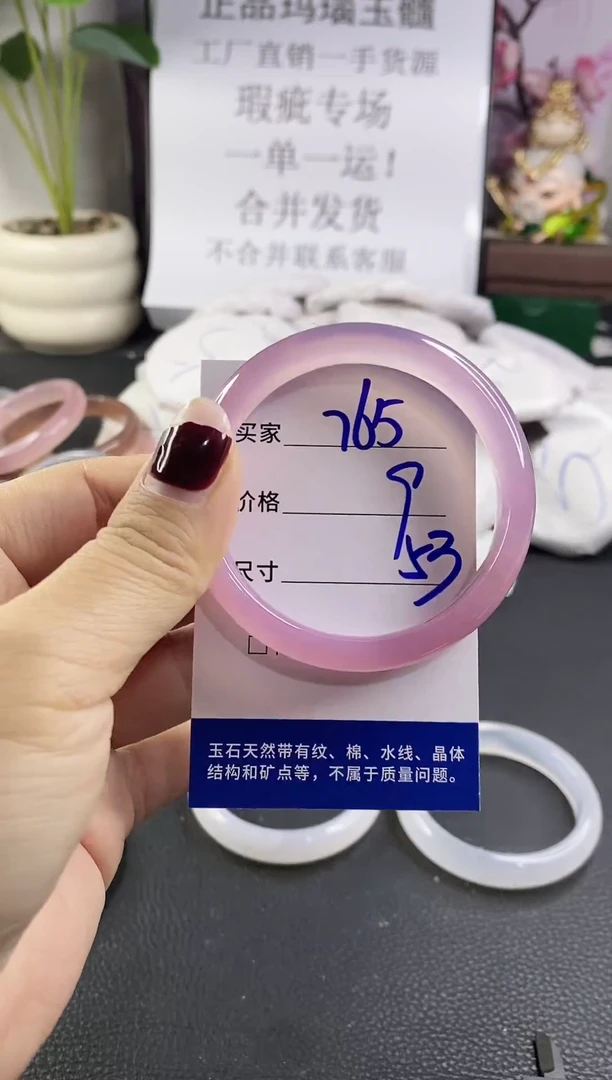 正品玛瑙玉髓
工厂直销一手货源
瑕疵专场
一单一运！
合并发货
不合并联系客服
买家 765
价格 9
尺寸 53
玉石天然带有纹、棉、水线、晶体
结构和矿点等，不属于质量问题。